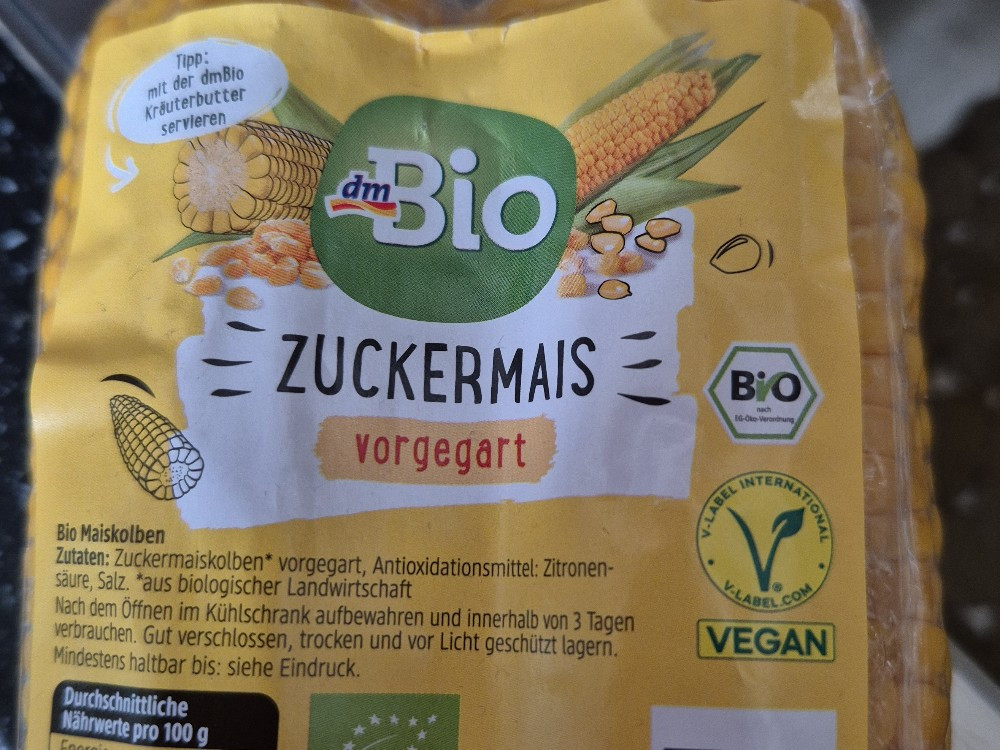 Tipp:
mit der dmBio
Kräuterbutter
servieren
dm Bio
ZUCKERMAIS
vorgegart
BiO
nach
EG-Öko-Verordnung
V-LABEL INTERNATIONAL
V-LABEL.COM
VEGAN
Bio Maiskolben
Zutaten: Zuckermaiskolben* vorgegart, Antioxidationsmittel: Zitronen-
säure, Salz. *aus biologischer Landwirtschaft
Nach dem Öffnen im Kühlschrank aufbewahren und innerhalb von 3 Tagen
verbrauchen. Gut verschlossen, trocken und vor Licht geschützt lagern.
Mindestens haltbar bis: siehe Eindruck.
Durchschnittliche
Nährwerte pro 100 g